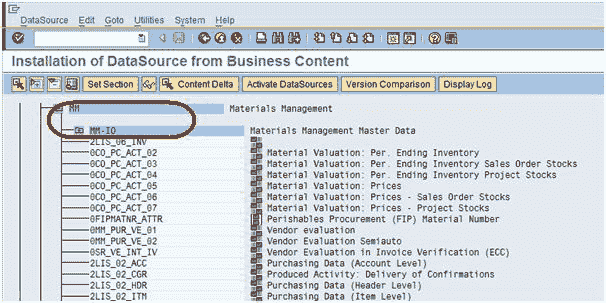 DataSource Edit Goto Utilities System Help
Installation of DataSource from Business Content
Set Section Content Delta Activate DataSources Version Comparison Display Log
MM Materials Management
MM-IO Materials Management Master Data
2LIS_06_INV
0CO_PC_ACT_02 Material Valuation: Per. Ending Inventory
0CO_PC_ACT_03 Material Valuation: Per. Ending Inventory Sales Order Stocks
0CO_PC_ACT_04 Material Valuation: Per. Ending Inventory Project Stocks
0CO_PC_ACT_05 Material Valuation: Prices
0CO_PC_ACT_06 Material Valuation: Prices - Sales Order Stocks
0CO_PC_ACT_07 Material Valuation: Prices - Project Stocks
0FIPMATNR_ATTR Perishables Procurement (FIP) Material Number
0MM_PUR_VE_01 Vendor evaluation
0MM_PUR_VE_02 Vendor Evaluation Semiauto
0SR_VE_INT_IV Vendor Evaluation in Invoice Verification (ECC)
2LIS_02_ACC Purchasing Data (Account Level)
2LIS_02_CGR Produced Activity: Delivery of Confirmations
2LIS_02_HDR Purchasing Data (Header Level)
2LIS_02_ITM Purchasing Data (Item Level)